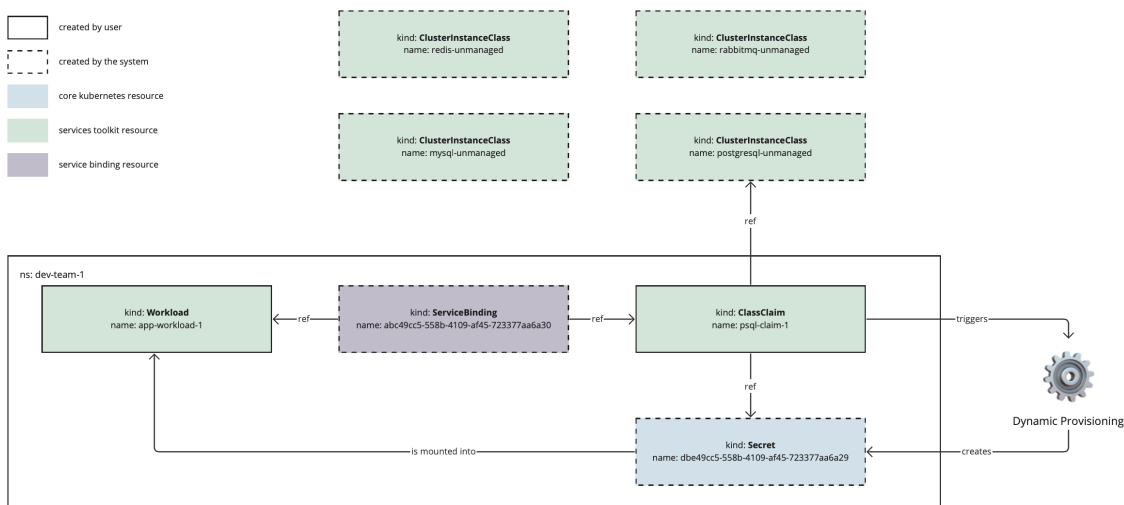 created by user
created by the system
core kubernetes resource
services toolkit resource
service binding resource
kind: ClusterInstanceClass
name: redis-unmanaged
kind: ClusterInstanceClass
name: rabbitmq-unmanaged
kind: ClusterInstanceClass
name: mysql-unmanaged
kind: ClusterInstanceClass
name: postgresql-unmanaged
ref
ns: dev-team-1
kind: Workload
name: app-workload-1
ref
kind: ServiceBinding
name: abc49cc5-558b-4109-af45-723377aa6a30
ref
kind: ClassClaim
name: psql-claim-1
triggers
ref
Dynamic Provisioning
is mounted into
kind: Secret
name: dbe49cc5-558b-4109-af45-723377aa6a29
creates